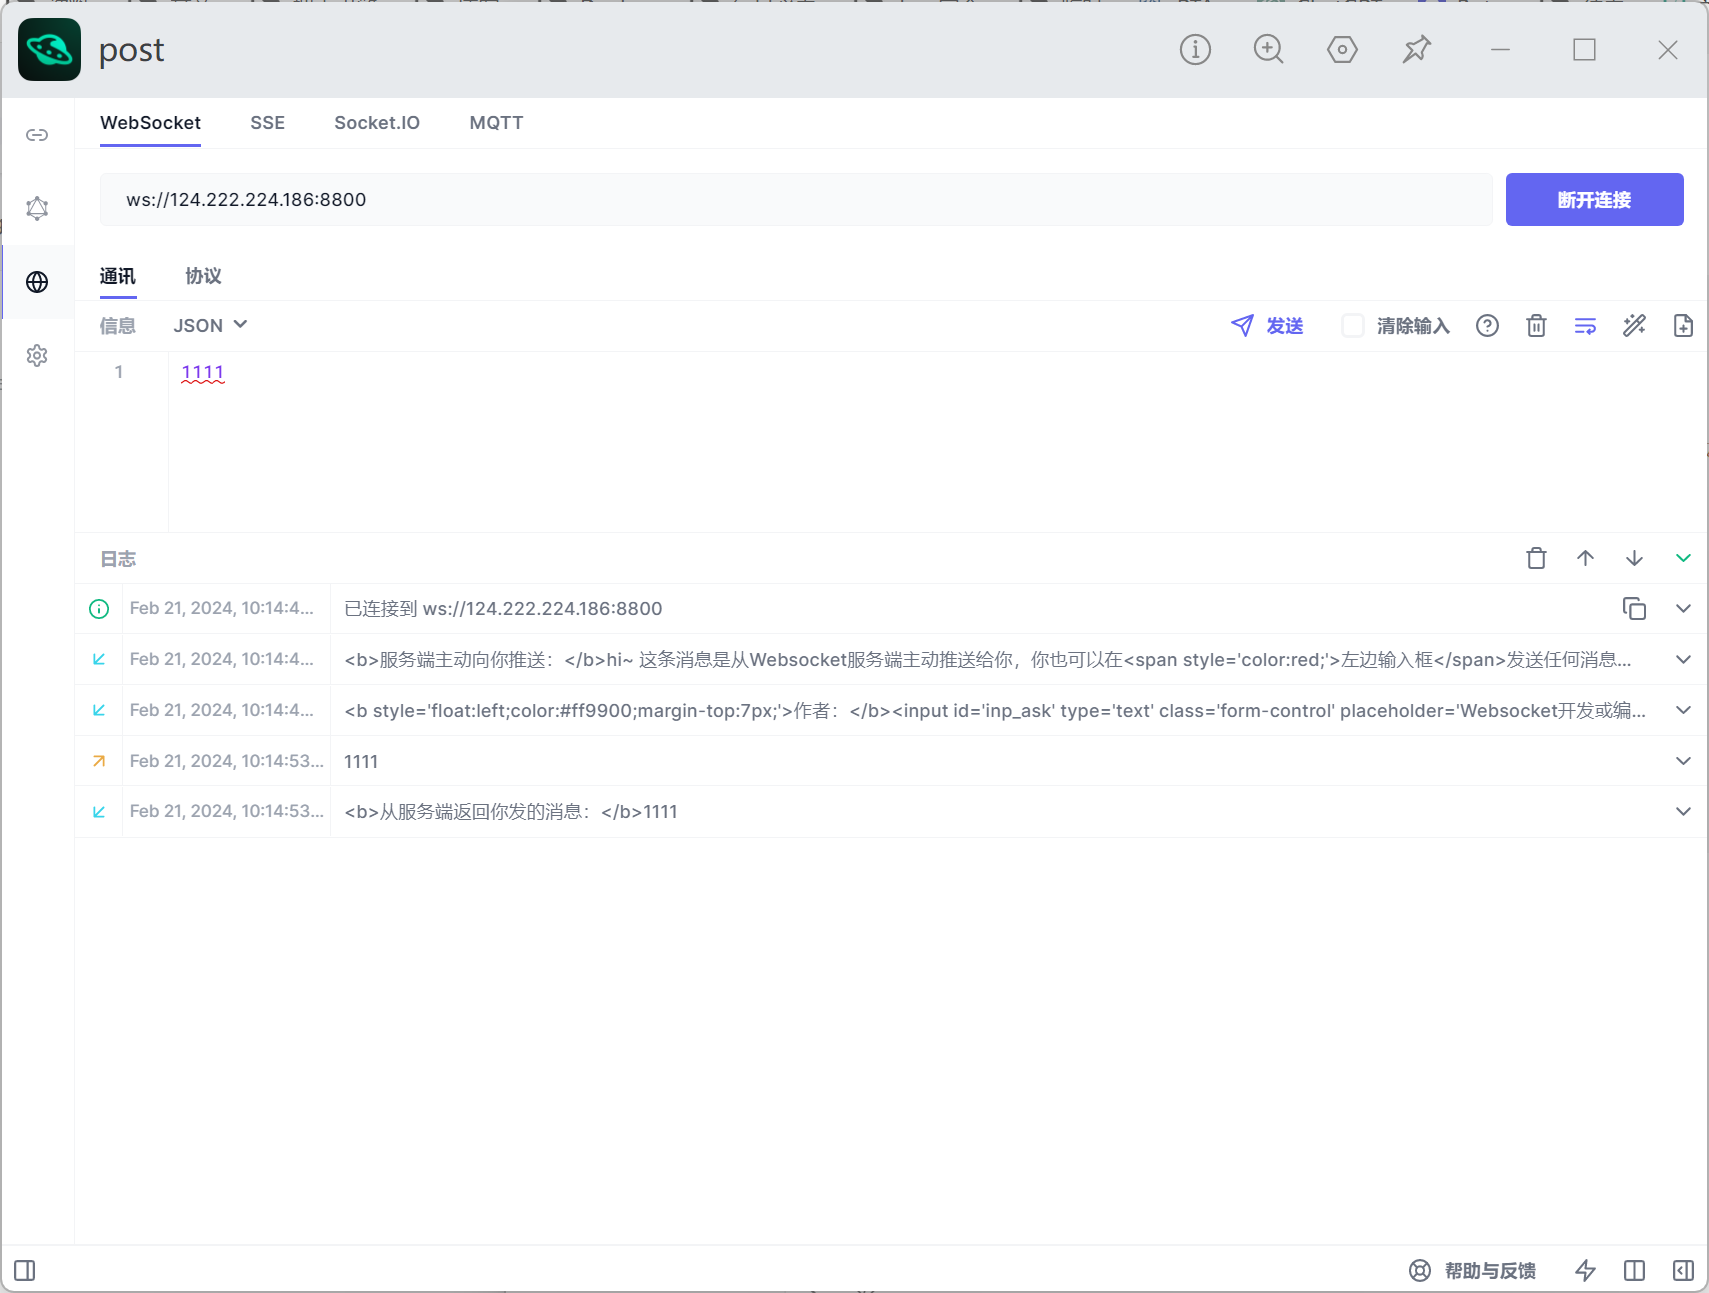 post
WebSocket SSE Socket.IO MQTT
ws://124.222.224.186:8800 断开连接
通讯 协议
信息 JSON 发送 清除输入
1 1111
日志
Feb 21, 2024, 10:14:4... 已连接到 ws://124.222.224.186:8800
Feb 21, 2024, 10:14:4... <b>服务端主动向你推送：</b>hi~ 这条消息是从Websocket服务端主动推送给你，你也可以在<span style='color:red;'>左边输入框</span>发送任何消息...
Feb 21, 2024, 10:14:4... <b style='float:left;color:#ff9900;margin-top:7px;'>作者：</b><input id='inp_ask' type='text' class='form-control' placeholder='Websocket开发或编...
Feb 21, 2024, 10:14:53... 1111
Feb 21, 2024, 10:14:53... <b>从服务端返回你发的消息：</b>1111
帮助与反馈